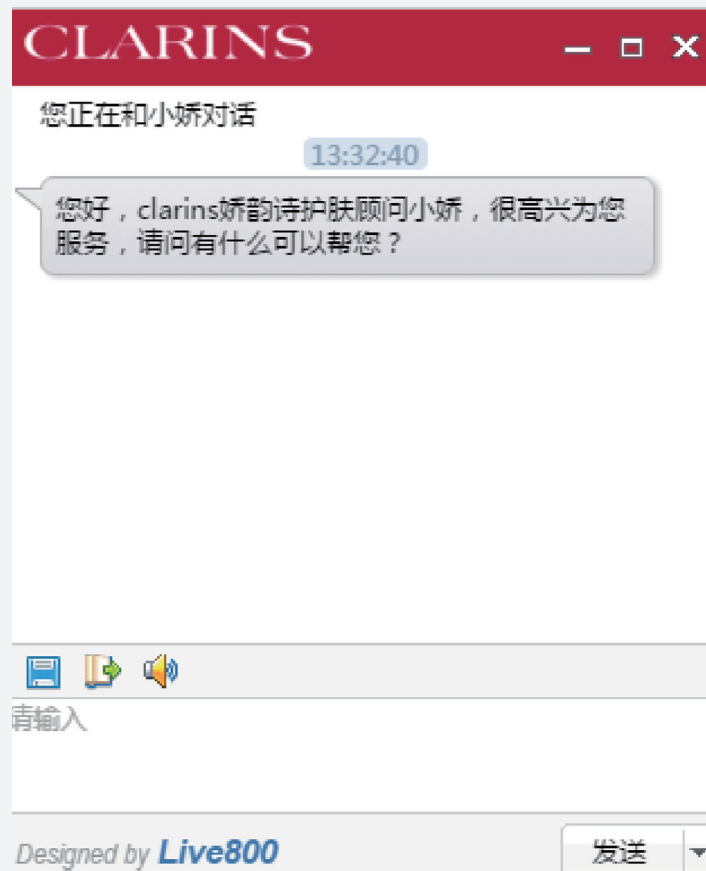 CLARINS
您正在和小娇对话
13:32:40
您好，clarins娇韵诗护肤顾问小娇，很高兴为您
服务，请问有什么可以帮您？
请输入
Designed by Live800
发送